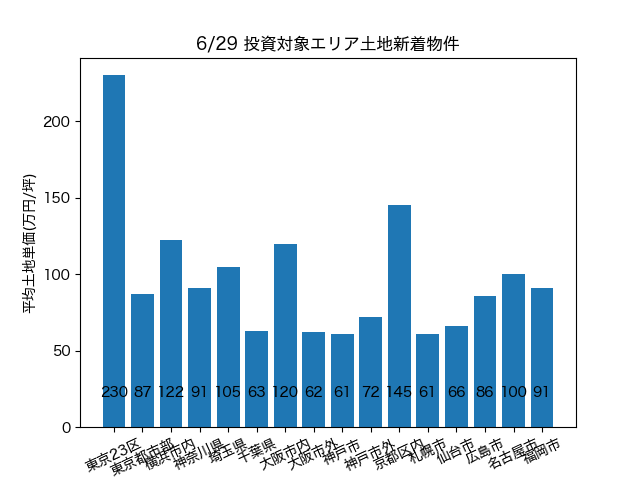 6/29 投資対象エリア土地新着物件
平均土地単価(万円/坪)
200
150
100
50
0
230 87 122 91 105 63 120 62 61 72 145 61 66 86 100 91
東京23区
東京都市部
横浜市内
神奈川県
埼玉県
千葉県
大阪市内
大阪市外
神戸市
神戸市外
京都区内
札幌市
仙台市
広島市
名古屋市
福岡市